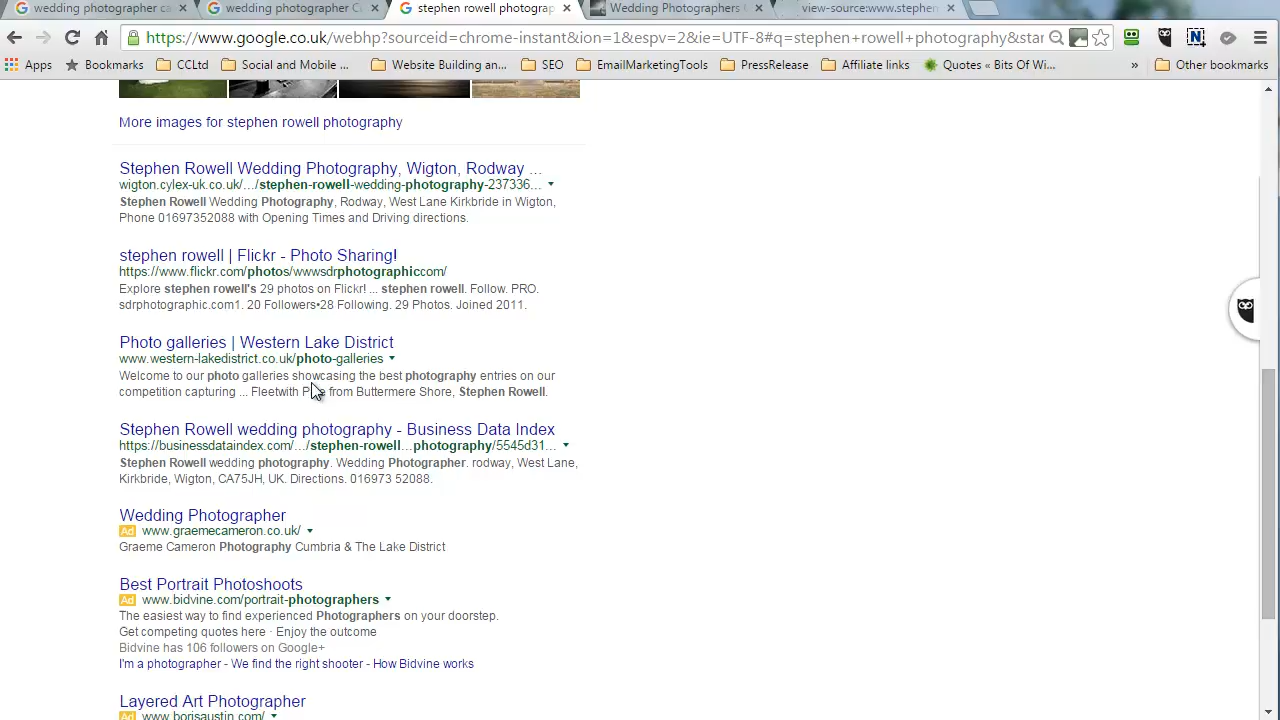 wedding photographer ca
wedding photographer C
stephen rowell photograp
Wedding Photographers
view-source:www.stephen
https://www.google.co.uk/webhp?sourceid=chrome-instant&ion=1&espv=2&ie=UTF-8#q=stephen+rowell+photography&star
Apps
Bookmarks
CCLtd
Social and Mobile ...
Website Building an...
SEO
EmailMarketingTools
PressRelease
Affiliate links
Quotes « Bits Of Wi...
»
Other bookmarks
More images for stephen rowell photography
Stephen Rowell Wedding Photography, Wigton, Rodway ...
wigton.cylex-uk.co.uk/.../stephen-rowell-wedding-photography-237336...
Stephen Rowell Wedding Photography, Rodway, West Lane Kirkbride in Wigton,
Phone 01697352088 with Opening Times and Driving directions.
stephen rowell | Flickr - Photo Sharing!
https://www.flickr.com/photos/wwwsdrphotographiccom/
Explore stephen rowell's 29 photos on Flickr! ... stephen rowell. Follow. PRO.
sdrphotographic.com1. 20 Followers•28 Following. 29 Photos. Joined 2011.
Photo galleries | Western Lake District
www.western-lakedistrict.co.uk/photo-galleries
Welcome to our photo galleries showcasing the best photography entries on our
competition capturing ... Fleetwith from Buttermere Shore, Stephen Rowell.
Stephen Rowell wedding photography - Business Data Index
https://businessdataindex.com/.../stephen-rowell...photography/5545d31...
Stephen Rowell wedding photography. Wedding Photographer. rodway, West Lane,
Kirkbride, Wigton, CA75JH, UK. Directions. 016973 52088.
Wedding Photographer
Ad www.graemecameron.co.uk/
Graeme Cameron Photography Cumbria & The Lake District
Best Portrait Photoshoots
Ad www.bidvine.com/portrait-photographers
The easiest way to find experienced Photographers on your doorstep.
Get competing quotes here · Enjoy the outcome
Bidvine has 106 followers on Google+
I'm a photographer - We find the right shooter - How Bidvine works
Layered Art Photographer
Ad www.borisaustin.com/